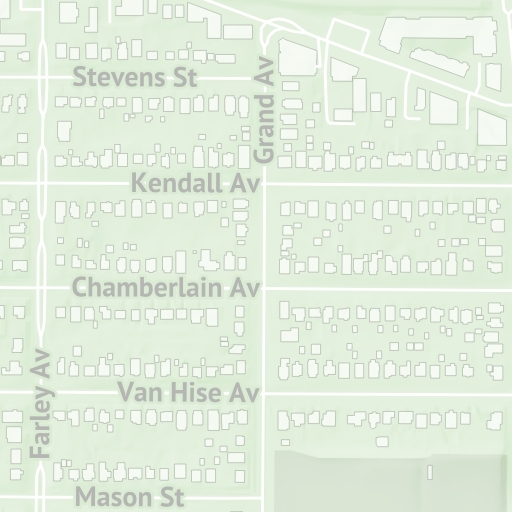 Stevens St
Grand Av
Kendall Av
Chamberlain Av
Farley Av
Van Hise Av
Mason St